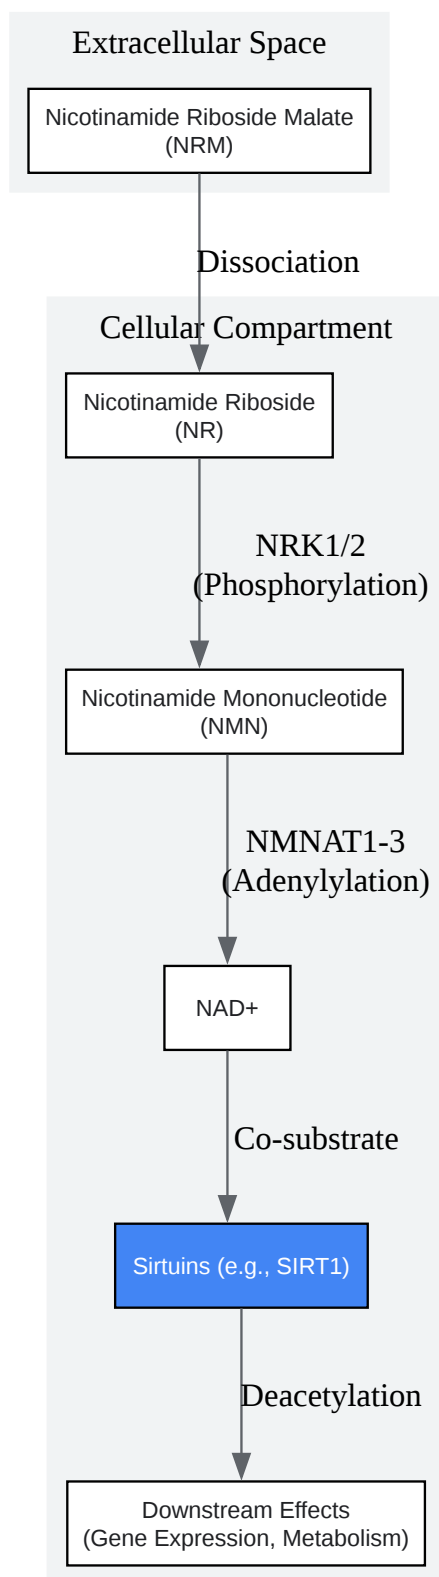 Extracellular Space
Nicotinamide Riboside Malate
(NRM)
Dissociation
Cellular Compartment
Nicotinamide Riboside
(NR)
NRK1/2
(Phosphorylation)
Nicotinamide Mononucleotide
(NMN)
NMNAT1-3
(Adenylylation)
NAD+
Co-substrate
Sirtuins (e.g., SIRT1)
Deacetylation
Downstream Effects
(Gene Expression, Metabolism)